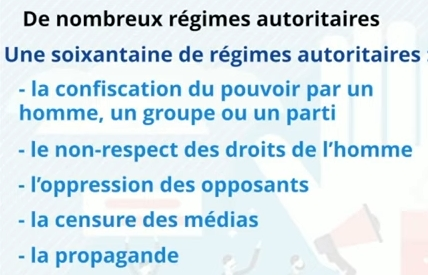 De nombreux régimes autoritaires
Une soixantaine de régimes autoritaires :
- la confiscation du pouvoir par un
homme, un groupe ou un parti
- le non-respect des droits de l’homme
- l’oppression des opposants
- la censure des médias
- la propagande